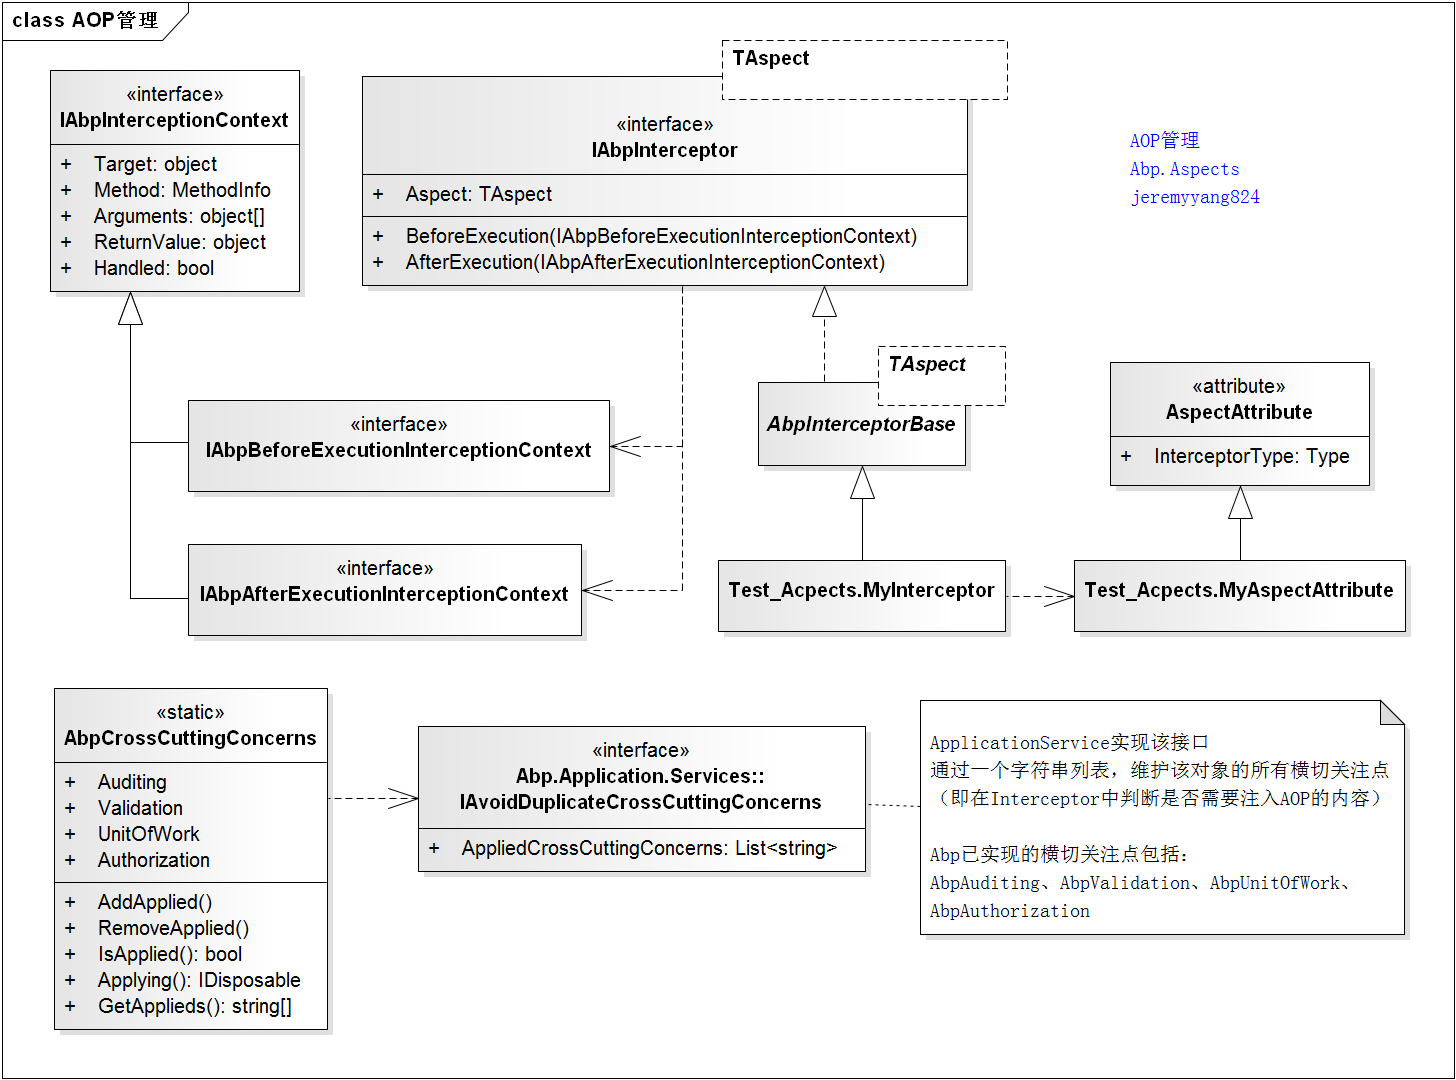 class AOP管理
«interface»
IAbpInterceptionContext
+ Target: object
+ Method: MethodInfo
+ Arguments: object[]
+ ReturnValue: object
+ Handled: bool
TAspect
«interface»
IAbpInterceptor
+ Aspect: TAspect
+ BeforeExecution(IAbpBeforeExecutionInterceptionContext)
+ AfterExecution(IAbpAfterExecutionInterceptionContext)
AOP管理
Abp.Aspects
jeremyyang824
«interface»
IAbpBeforeExecutionInterceptionContext
TAspect
AbpInterceptorBase
«attribute»
AspectAttribute
+ InterceptorType: Type
«interface»
IAbpAfterExecutionInterceptionContext
Test_Acpects.MyInterceptor
Test_Acpects.MyAspectAttribute
«static»
AbpCrossCuttingConcerns
+ Auditing
+ Validation
+ UnitOfWork
+ Authorization
+ AddApplied()
+ RemoveApplied()
+ IsApplied(): bool
+ Applying(): IDisposable
+ GetApplieds(): string[]
«interface»
Abp.Application.Services::
IAvoidDuplicateCrossCuttingConcerns
+ AppliedCrossCuttingConcerns: List<string>
ApplicationService实现该接口
通过一个字符串列表，维护该对象的所有横切关注点
（即在Interceptor中判断是否需要注入AOP的内容）
Abp已实现的横切关注点包括：
AbpAuditing、AbpValidation、AbpUnitOfWork、
AbpAuthorization